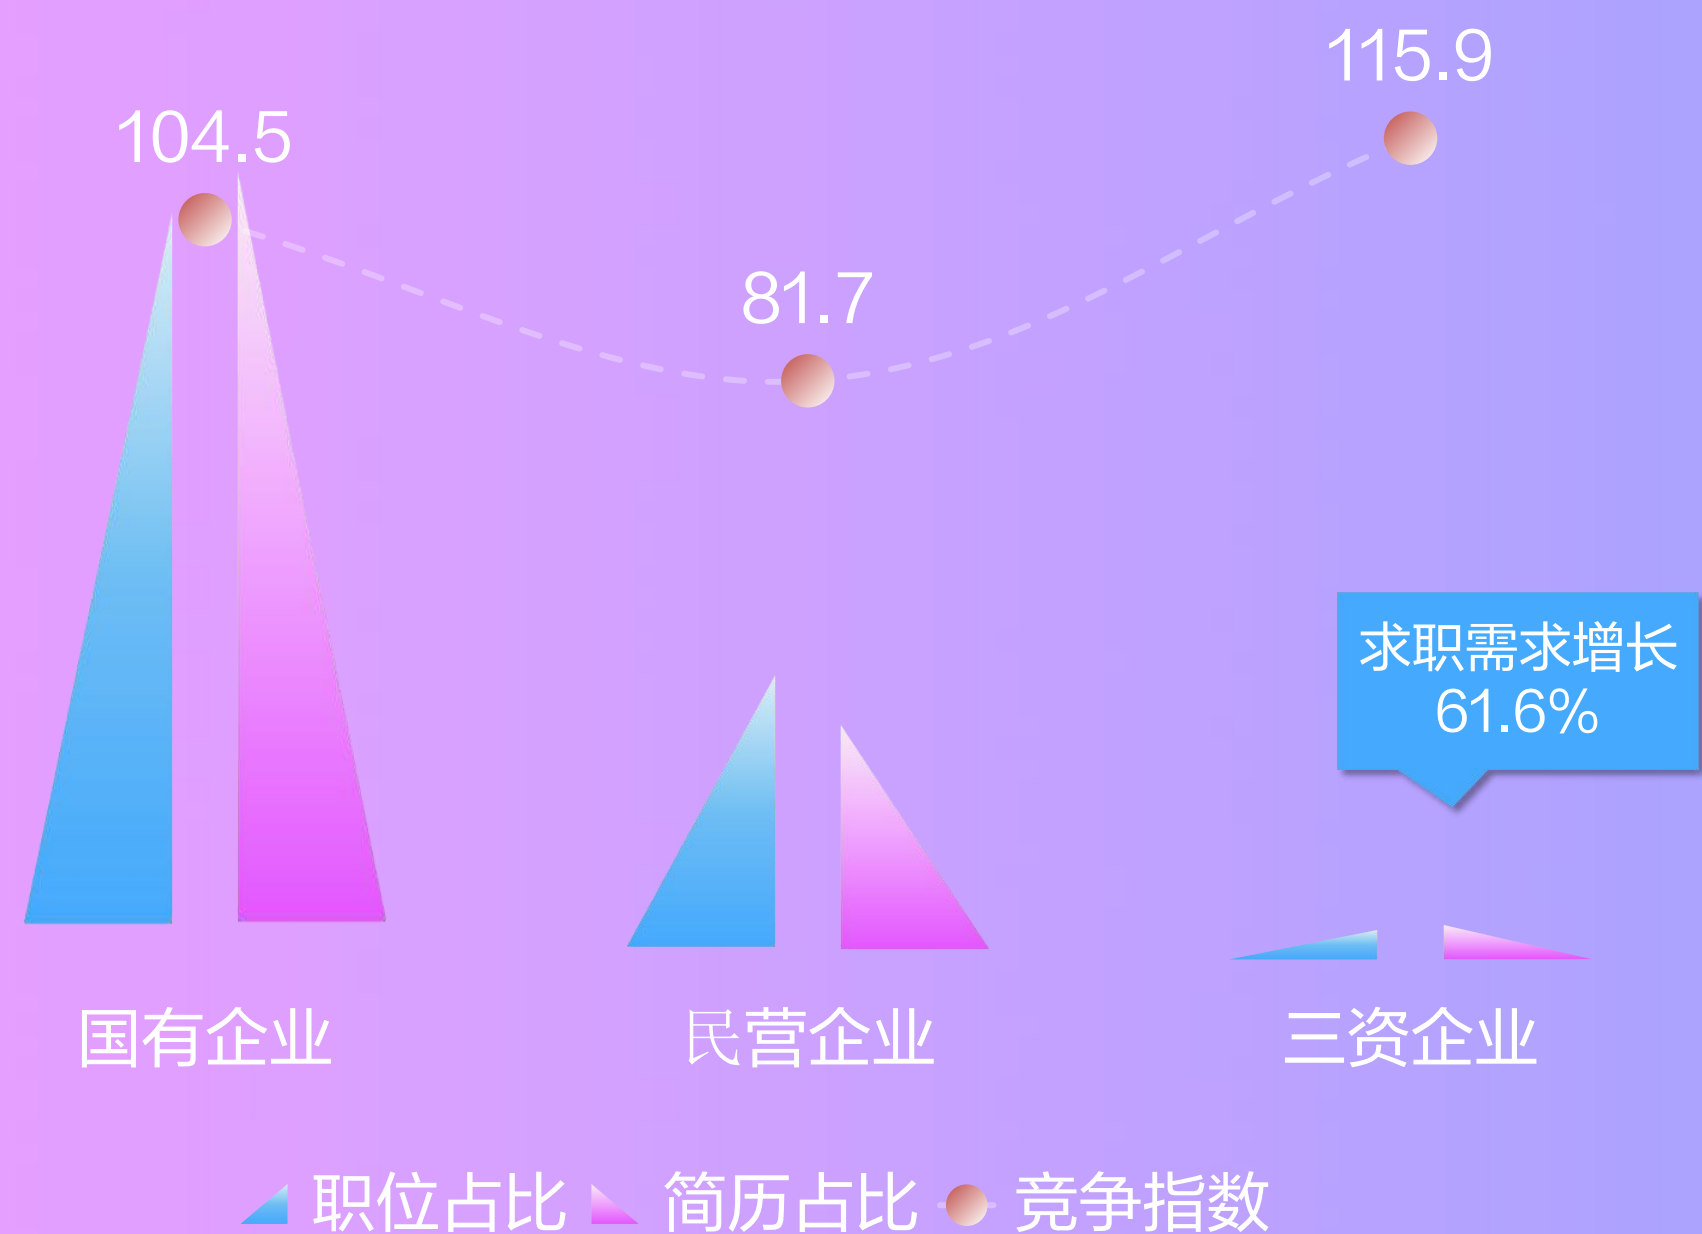 115.9
104.5
81.7
求职需求增长
61.6%
国有企业 民营企业 三资企业
职位占比 简历占比 竞争指数